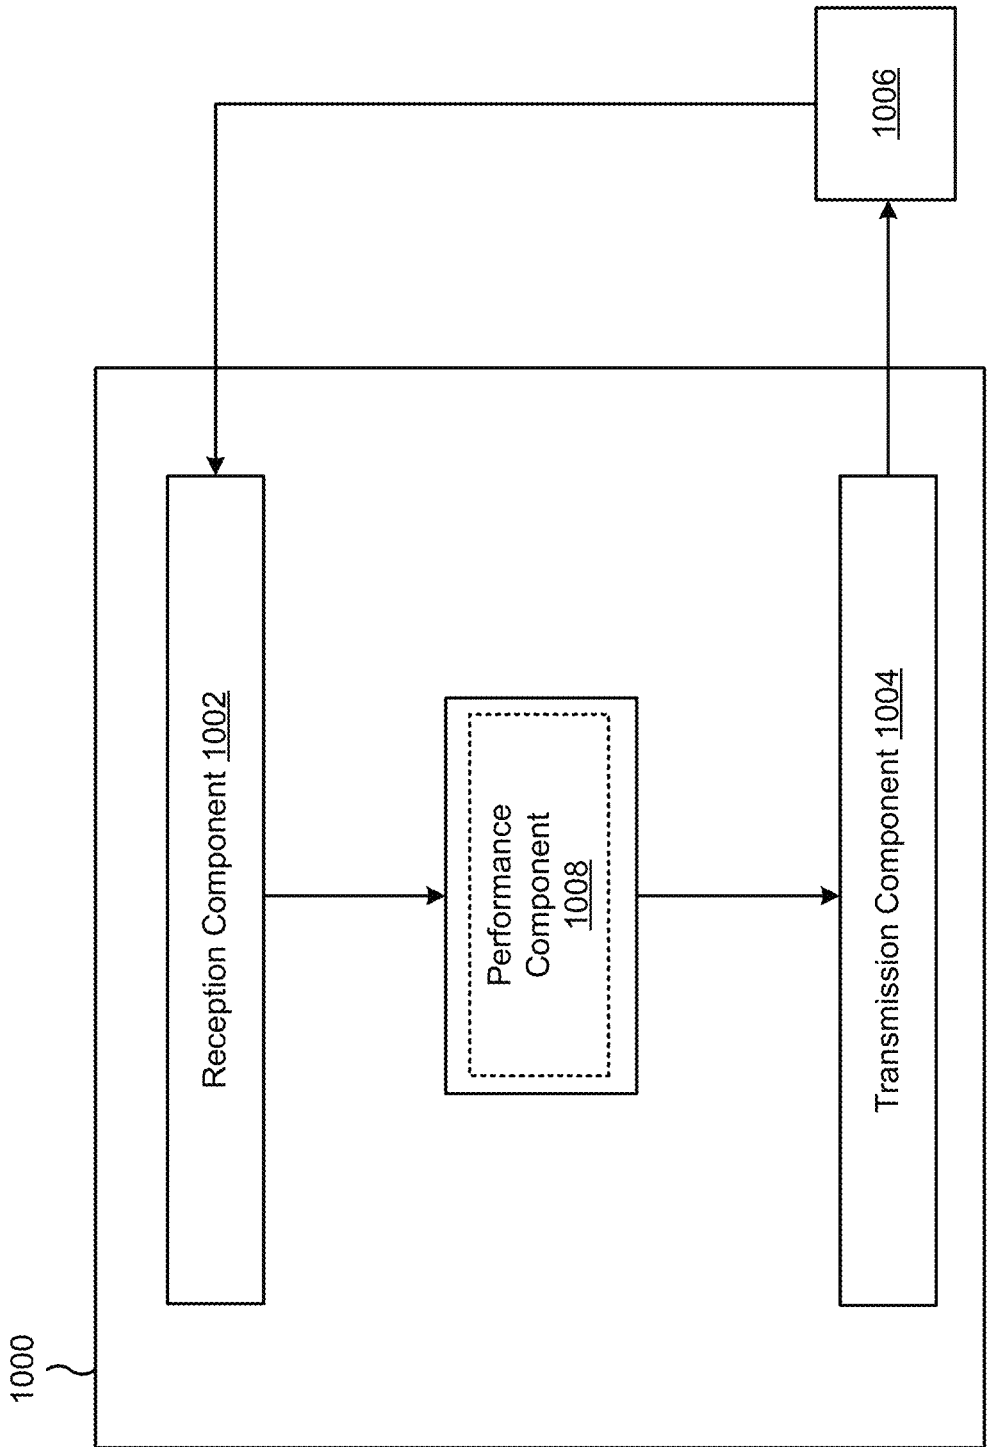 1000
Reception Component 1002
Performance
Component
1008
Transmission Component 1004
1006